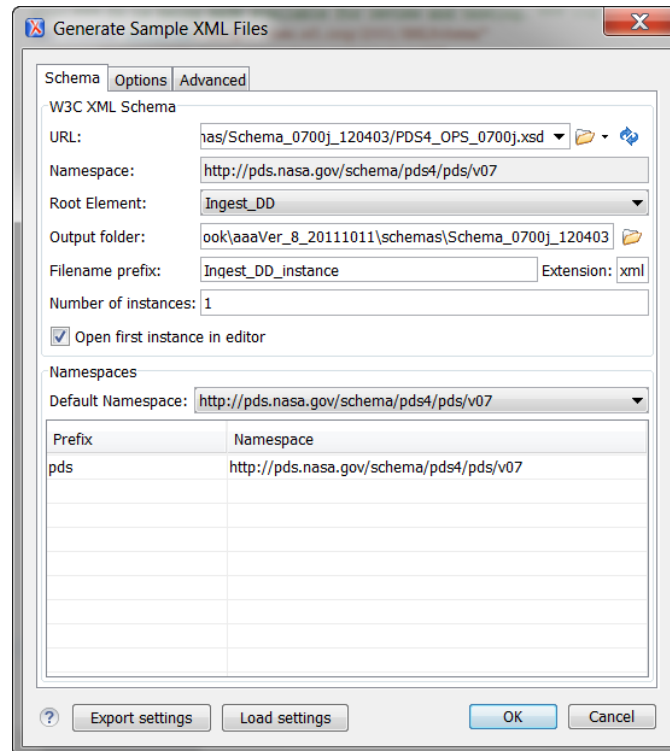 Generate Sample XML Files
Schema Options Advanced
W3C XML Schema
URL: nas/Schema_0700j_120403/PDS4_OPS_0700j.xsd
Namespace: http://pds.nasa.gov/schema/pds4/pds/v07
Root Element: Ingest_DD
Output folder: ook\aaaVer_8_20111011\schemas\Schema_0700j_120403
Filename prefix: Ingest_DD_instance Extension: xml
Number of instances: 1
Open first instance in editor
Namespaces
Default Namespace: http://pds.nasa.gov/schema/pds4/pds/v07
Prefix Namespace
pds http://pds.nasa.gov/schema/pds4/pds/v07
? Export settings Load settings OK Cancel